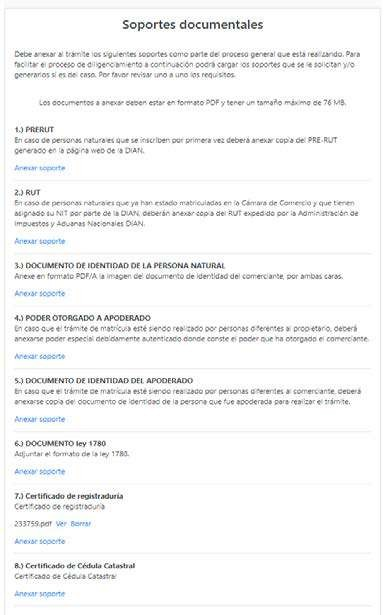 Soportes documentales
Debe anexar al trámite los siguientes soportes como parte del proceso general que está realizando. Para
facilitar el proceso de diligenciamiento a continuación podrá cargar los soportes que se le solicitan y/o
generarlos si es del caso. Por favor revisar uno a uno los requisitos.
Los documentos a anexar deben estar en formato PDF y tener un tamaño máximo de 76 MB.
1.) PRERUT
En caso de personas naturales que se inscriben por primera vez deberá anexar copia del PRE-RUT
generado en la página web de la DIAN.
Anexar soporte
2.) RUT
En caso de personas naturales que ya han estado matriculadas en la Cámara de Comercio y que tienen
asignado su NIT por parte de la DIAN, deberán anexar copia del RUT expedido por la Administración de
Impuestos y Aduanas Nacionales DIAN.
Anexar soporte
3.) DOCUMENTO DE IDENTIDAD DE LA PERSONA NATURAL
Anexe en formato PDF/A la imagen del documento de identidad del comerciante, por ambas caras.
Anexar soporte
4.) PODER OTORGADO A APODERADO
En caso que el trámite de matrícula esté siendo realizado por personas diferentes al propietario, deberá
anexarse poder especial debidamente autenticado donde conste el poder que ha otorgado el comerciante.
Anexar soporte
5.) DOCUMENTO DE IDENTIDAD DEL APODERADO
En caso que el trámite de matrícula esté siendo realizado por personas diferentes al comerciante, deberá
anexarse copia del documento de identidad de la persona que fue apoderada para realizar el trámite.
Anexar soporte
6.) DOCUMENTO ley 1780
Adjuntar el formato de la ley 1780.
Anexar soporte
7.) Certificado de registraduría
Certificado de registraduría
233759.pdf Ver Borrar
Anexar soporte
8.) Certificado de Cédula Catastral
Certificado de Cédula Catastral
Anexar soporte